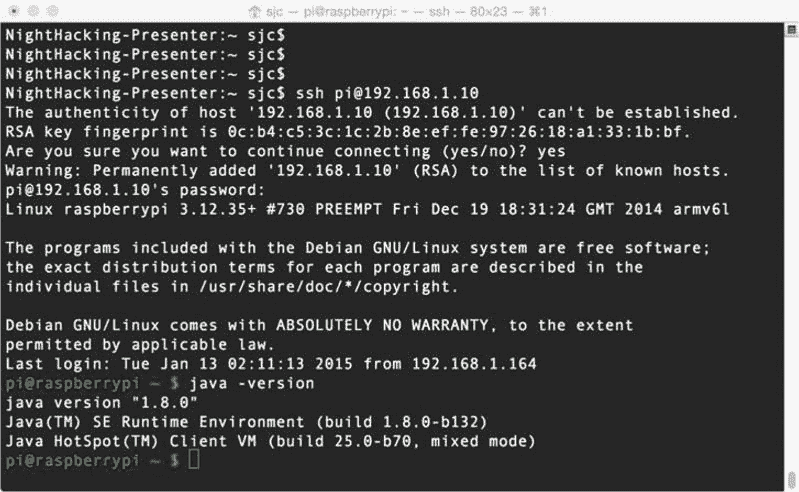 sjc — pi@raspberrypi: ~ — ssh — 80×23 — ⌘1
NightHacking-Presenter:~ sjc$
NightHacking-Presenter:~ sjc$
NightHacking-Presenter:~ sjc$
NightHacking-Presenter:~ sjc$ ssh pi@192.168.1.10
The authenticity of host '192.168.1.10 (192.168.1.10)' can't be established.
RSA key fingerprint is 0c:b4:c5:3c:1c:2b:8e:ef:fe:97:26:18:a1:33:1b:bf.
Are you sure you want to continue connecting (yes/no)? yes
Warning: Permanently added '192.168.1.10' (RSA) to the list of known hosts.
pi@192.168.1.10's password:
Linux raspberrypi 3.12.35+ #730 PREEMPT Fri Dec 19 18:31:24 GMT 2014 armv6l
The programs included with the Debian GNU/Linux system are free software;
the exact distribution terms for each program are described in the
individual files in /usr/share/doc/*/copyright.
Debian GNU/Linux comes with ABSOLUTELY NO WARRANTY, to the extent
permitted by applicable law.
Last login: Tue Jan 13 02:11:13 2015 from 192.168.1.164
pi@raspberrypi ~ $ java -version
java version "1.8.0"
Java(TM) SE Runtime Environment (build 1.8.0-b132)
Java HotSpot(TM) Client VM (build 25.0-b70, mixed mode)
pi@raspberrypi ~ $